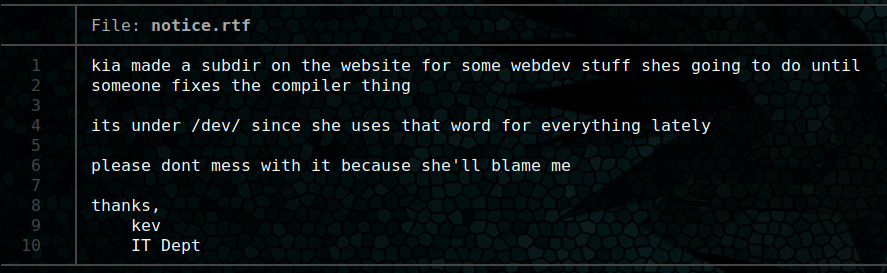 File: notice.rtf
1 kia made a subdir on the website for some webdev stuff shes going to do until
2 someone fixes the compiler thing
3
4 its under /dev/ since she uses that word for everything lately
5
6 please dont mess with it because she'll blame me
7
8 thanks,
9     kev
10     IT Dept